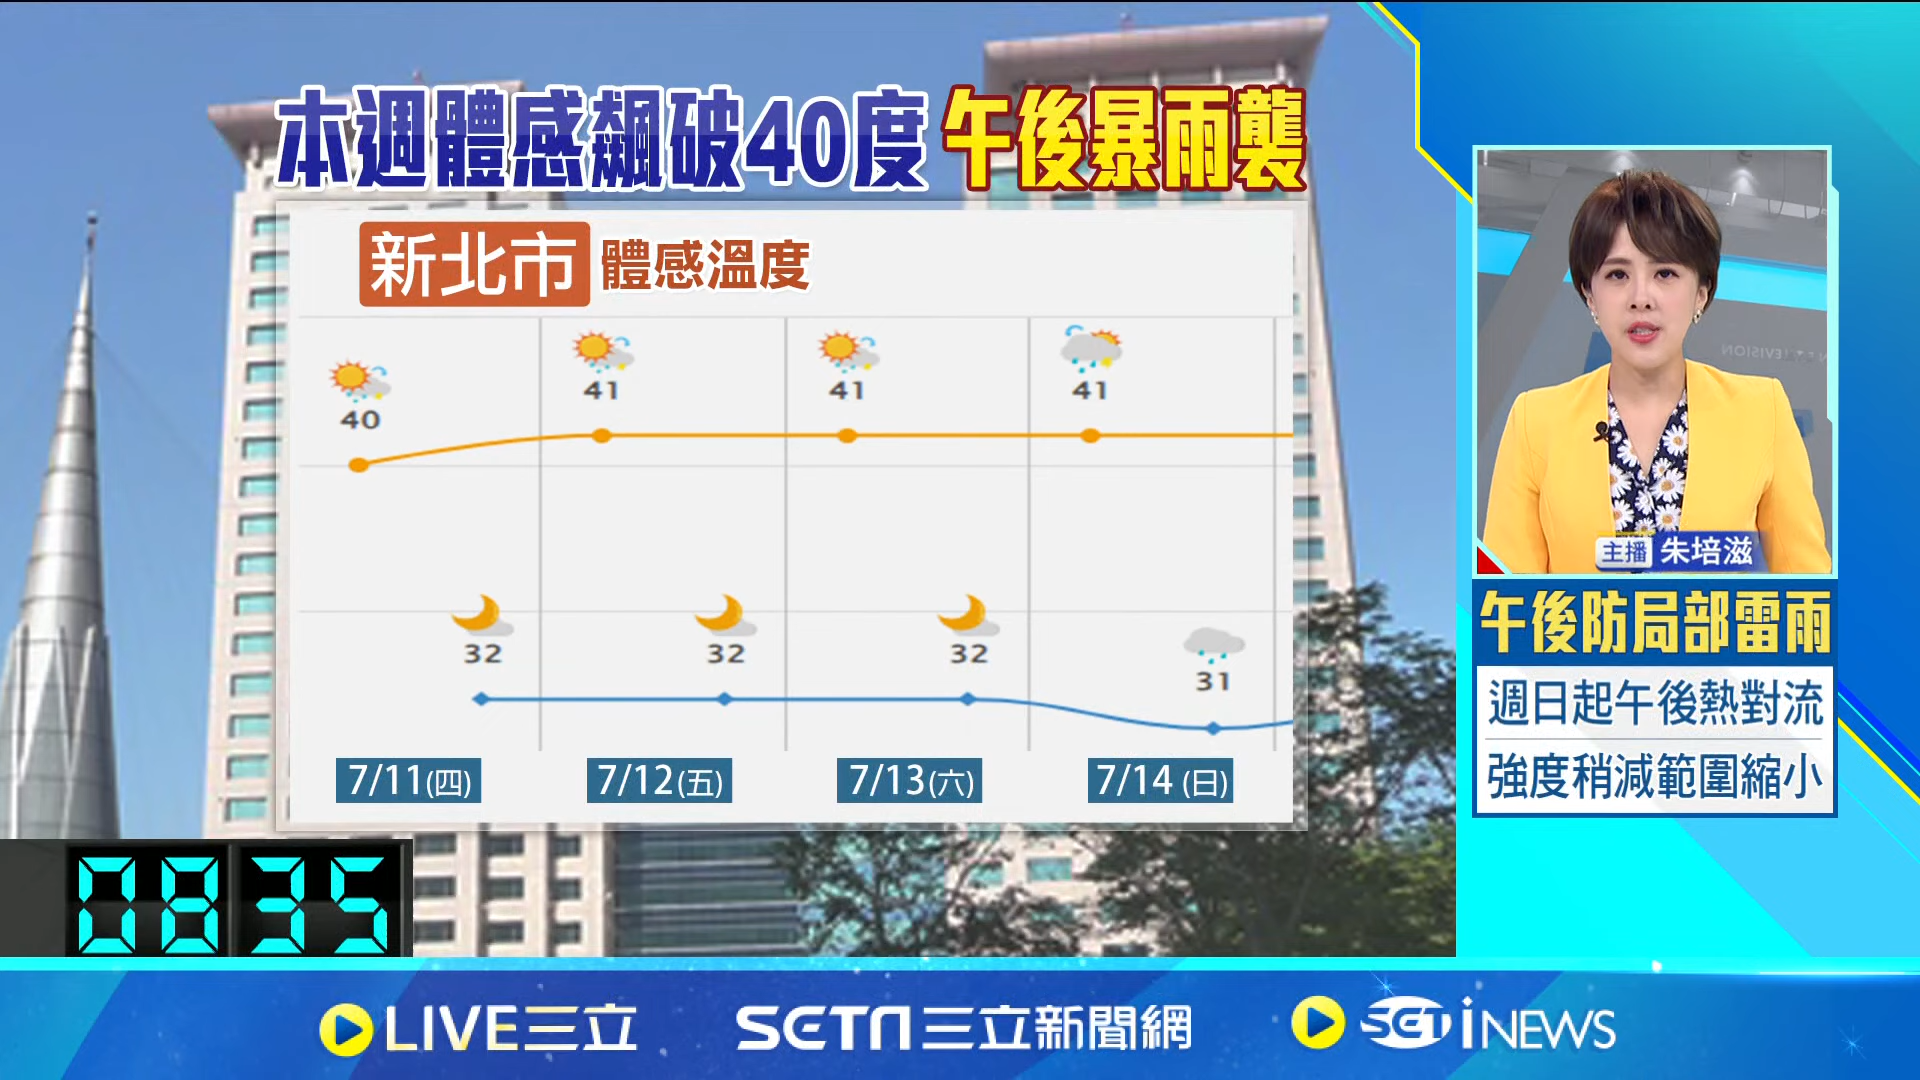 本週體感飆破40度 午後暴雨襲
新北市 體感溫度
40 41 41 41
32 32 32 31
7/11(四) 7/12(五) 7/13(六) 7/14(日)
0835
主播 朱培滋
午後防局部雷雨
週日起午後熱對流
強度稍減範圍縮小
LIVE三立 SETN三立新聞網 SET iNEWS